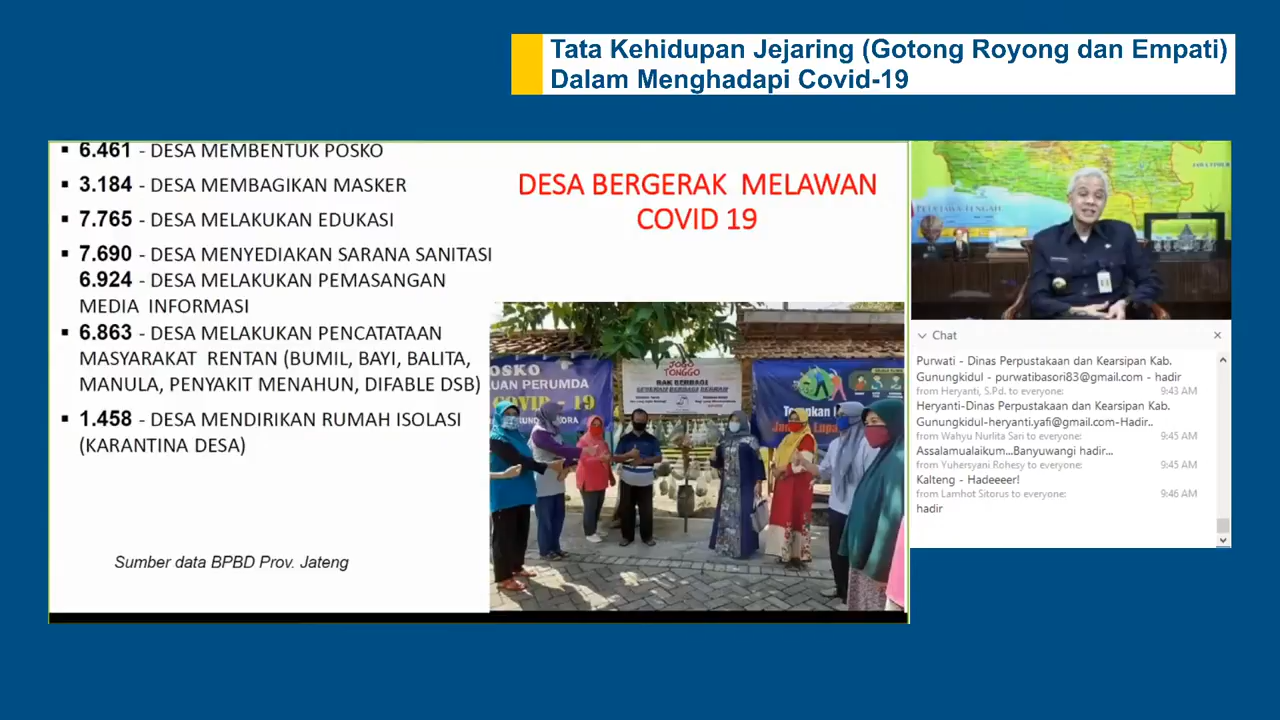 Tata Kehidupan Jejaring (Gotong Royong dan Empati)
Dalam Menghadapi Covid-19
▪ 6.461 - DESA MEMBENTUK POSKO
▪ 3.184 - DESA MEMBAGIKAN MASKER
▪ 7.765 - DESA MELAKUKAN EDUKASI
▪ 7.690 - DESA MENYEDIAKAN SARANA SANITASI
6.924 - DESA MELAKUKAN PEMASANGAN
MEDIA INFORMASI
▪ 6.863 - DESA MELAKUKAN PENCATATAAN
MASYARAKAT RENTAN (BUMIL, BAYI, BALITA,
MANULA, PENYAKIT MENAHUN, DIFABLE DSB)
▪ 1.458 - DESA MENDIRIKAN RUMAH ISOLASI
(KARANTINA DESA)
Sumber data BPBD Prov. Jateng
DESA BERGERAK MELAWAN
COVID 19
OSKO
UAN PERUMDA
COVID - 19
JOGO
TONGGO
RAK BERBAGI
Chat
Purwati - Dinas Perpustakaan dan Kearsipan Kab.
Gunungkidul - purwatibasori83@gmail.com - hadir
from Heryanti, S.Pd. to everyone: 9:43 AM
Heryanti-Dinas Perpustakaan dan Kearsipan Kab.
Gunungkidul-heryanti.yafi@gmail.com-Hadir..
from Wahyu Nurlita Sari to everyone: 9:45 AM
Assalamualaikum...Banyuwangi hadir...
from Yuhersyani Rohesy to everyone: 9:45 AM
Kalteng - Hadeeeer!
from Lamhot Sitorus to everyone: 9:46 AM
hadir